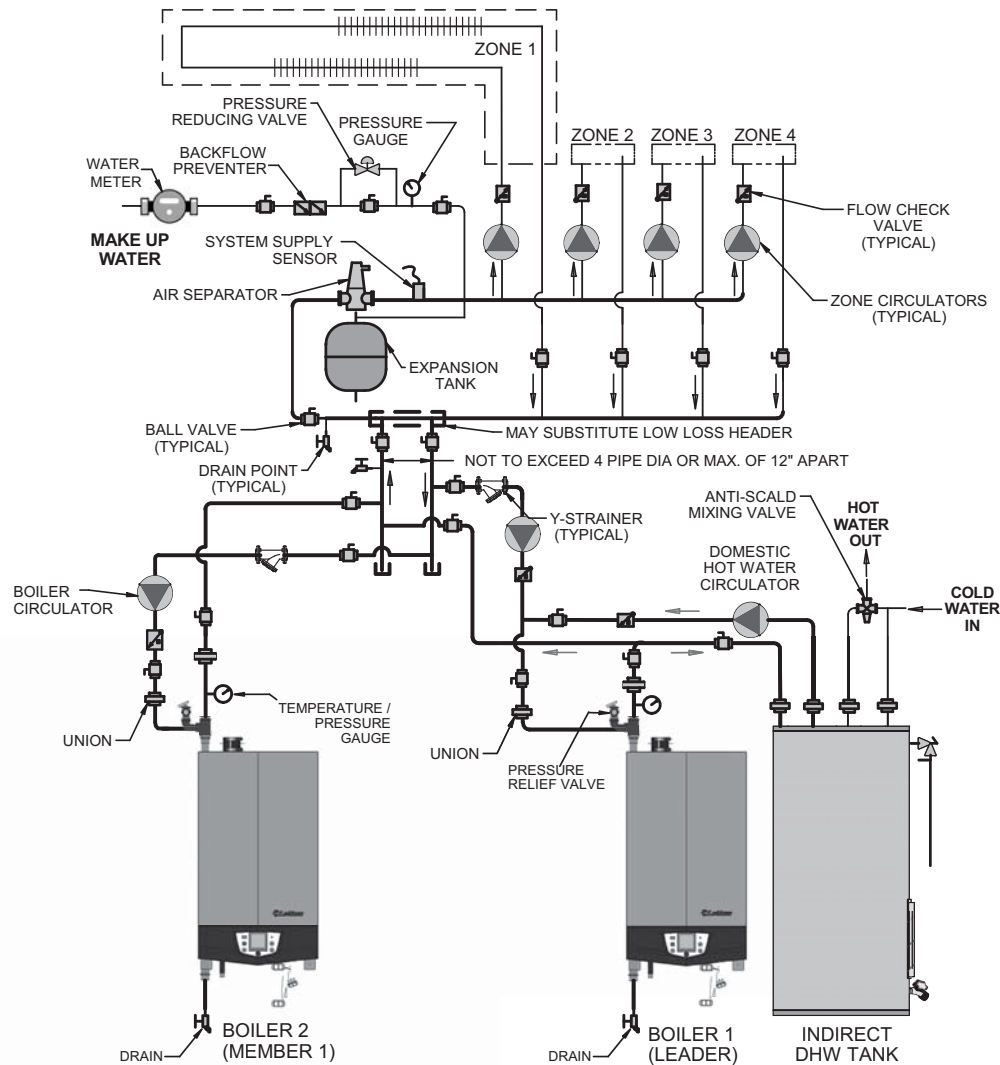 ZONE 1
PRESSURE
REDUCING VALVE
PRESSURE
GAUGE
ZONE 2
ZONE 3
ZONE 4
WATER
METER
BACKFLOW
PREVENTER
FLOW CHECK
VALVE
(TYPICAL)
MAKE UP
WATER
SYSTEM SUPPLY
SENSOR
AIR SEPARATOR
ZONE CIRCULATORS
(TYPICAL)
EXPANSION
TANK
BALL VALVE
(TYPICAL)
MAY SUBSTITUTE LOW LOSS HEADER
DRAIN POINT
(TYPICAL)
NOT TO EXCEED 4 PIPE DIA OR MAX. OF 12" APART
ANTI-SCALD
MIXING VALVE
HOT
WATER
OUT
Y-STRAINER
(TYPICAL)
DOMESTIC
HOT WATER
CIRCULATOR
COLD
WATER
IN
BOILER
CIRCULATOR
TEMPERATURE /
PRESSURE
GAUGE
UNION
UNION
PRESSURE
RELIEF VALVE
Lochinvar
Lochinvar
BOILER 2
(MEMBER 1)
DRAIN
BOILER 1
(LEADER)
DRAIN
INDIRECT
DHW TANK